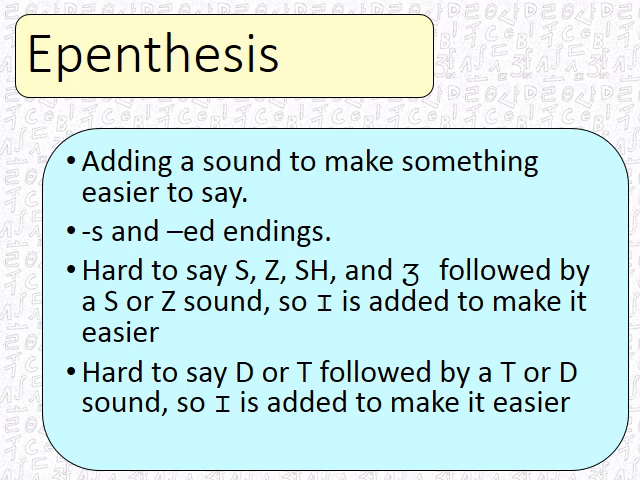 Epenthesis
• Adding a sound to make something
easier to say.
• -s and –ed endings.
• Hard to say S, Z, SH, and ʒ followed by
a S or Z sound, so ɪ is added to make it
easier
• Hard to say D or T followed by a T or D
sound, so ɪ is added to make it easier